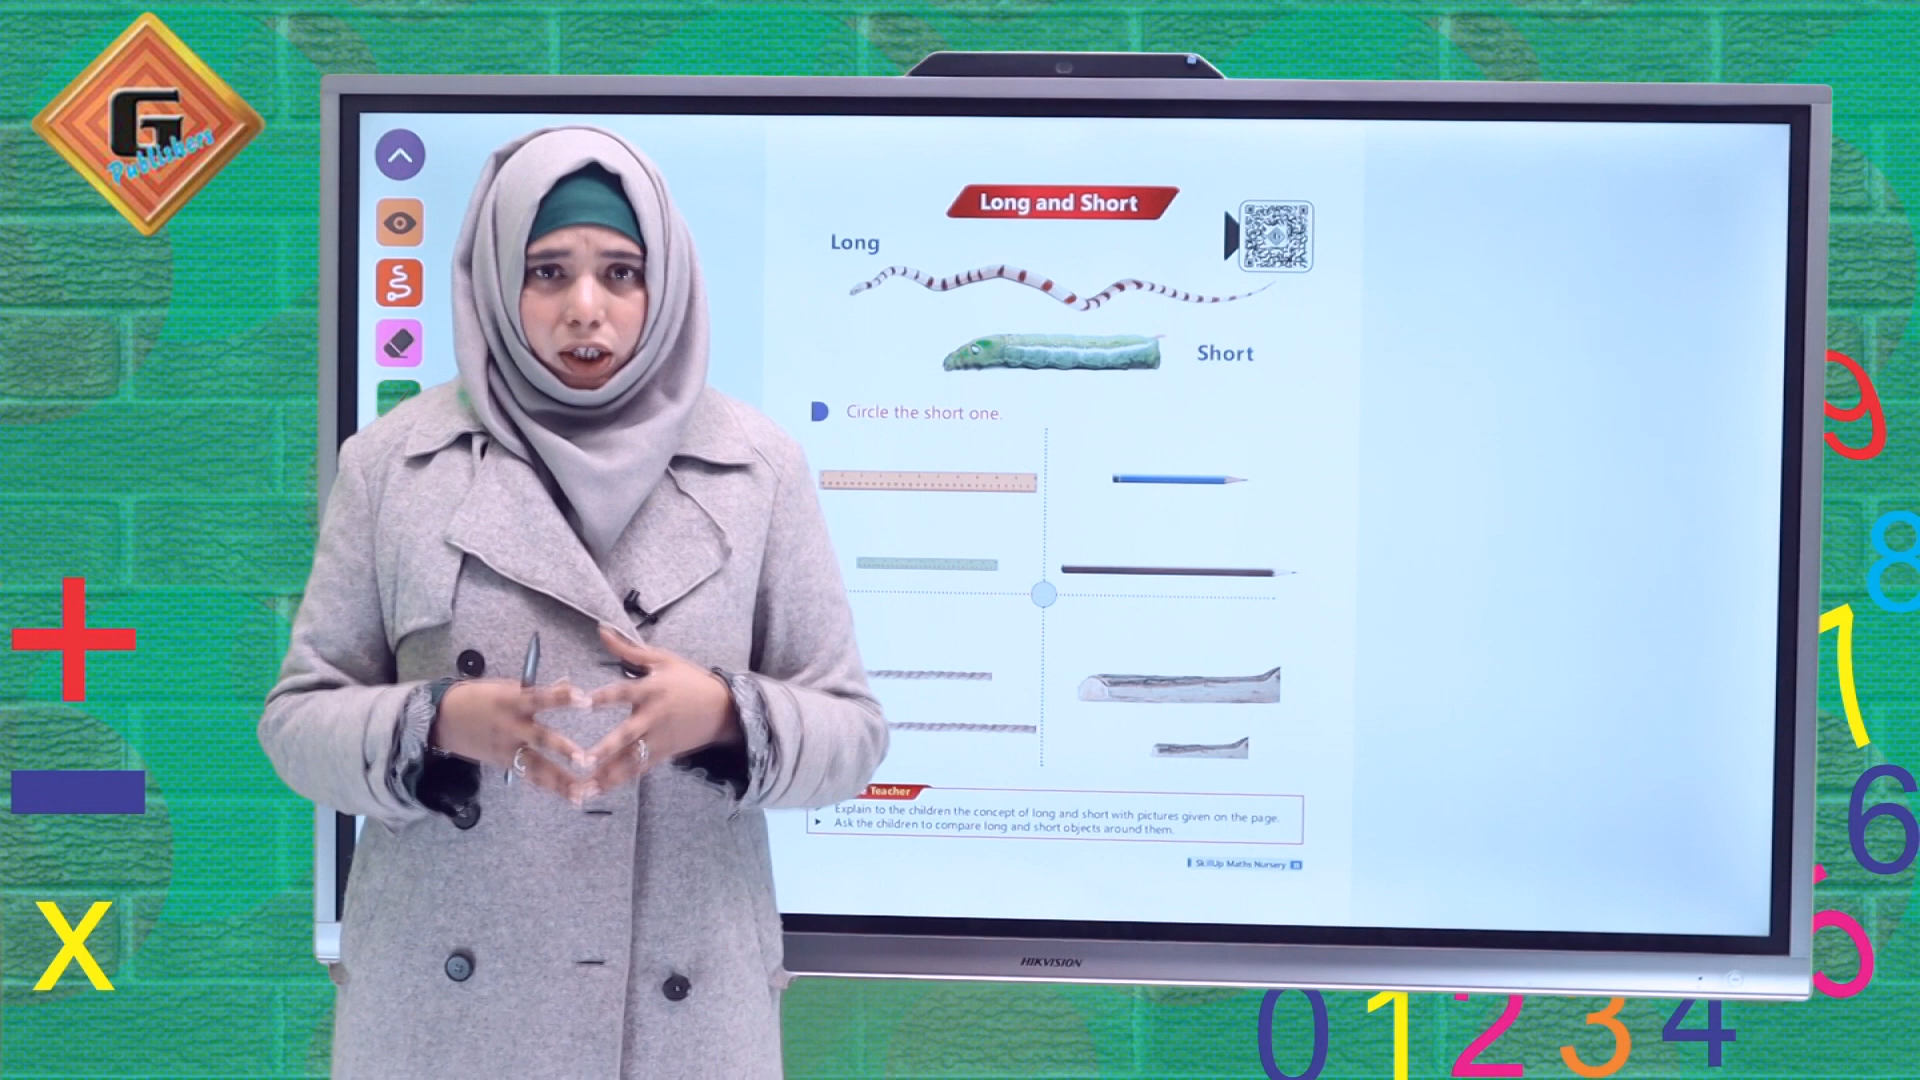 G
Publishers
Long and Short
Long
Short
Circle the short one.
Teacher
Explain to the children the concept of long and short with pictures given on the page.
Ask the children to compare long and short objects around them.
SkillUp Maths Nursery
HIKVISION
+
-
x
9
8
7
6
5
0 1 2 3 4